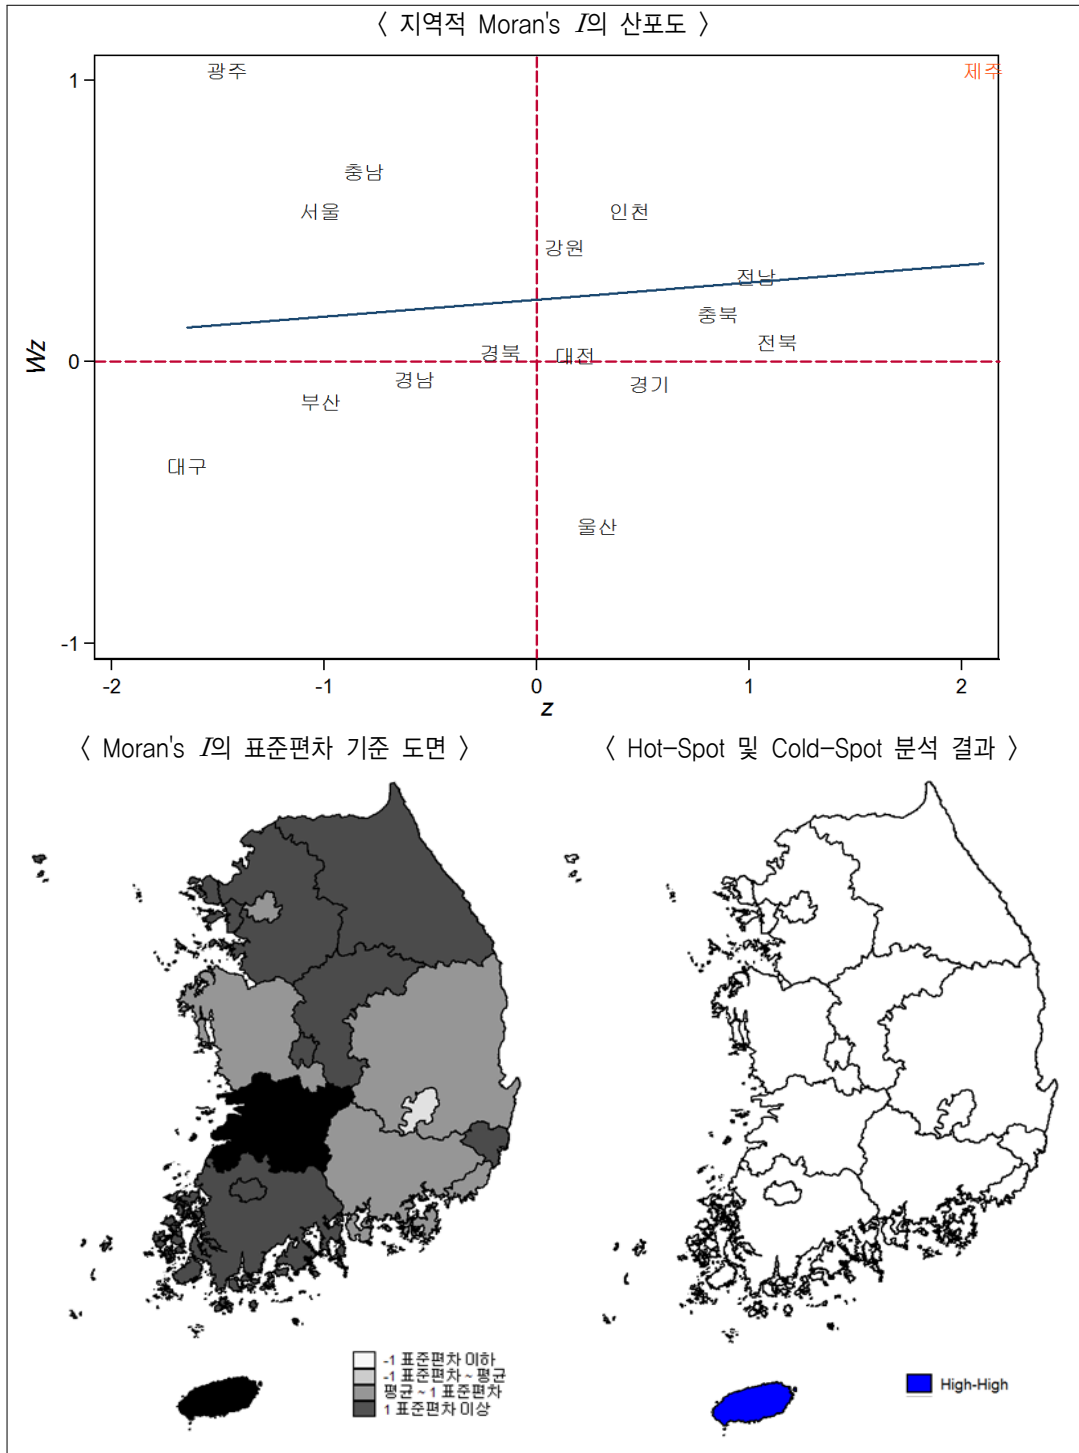 〈 지역적 Moran's I의 산포도 〉
1
광주
제주
충남
서울
인천
강원
전남
충북
전북
Wz
0
경북
대전
경남
경기
부산
대구
울산
-1
-2
-1
0
1
2
z
〈 Moran's I의 표준편차 기준 도면 〉
〈 Hot-Spot 및 Cold-Spot 분석 결과 〉
-1 표준편차 이하
-1 표준편차 ~ 평균
평균 ~ 1 표준편차
1 표준편차 이상
High-High